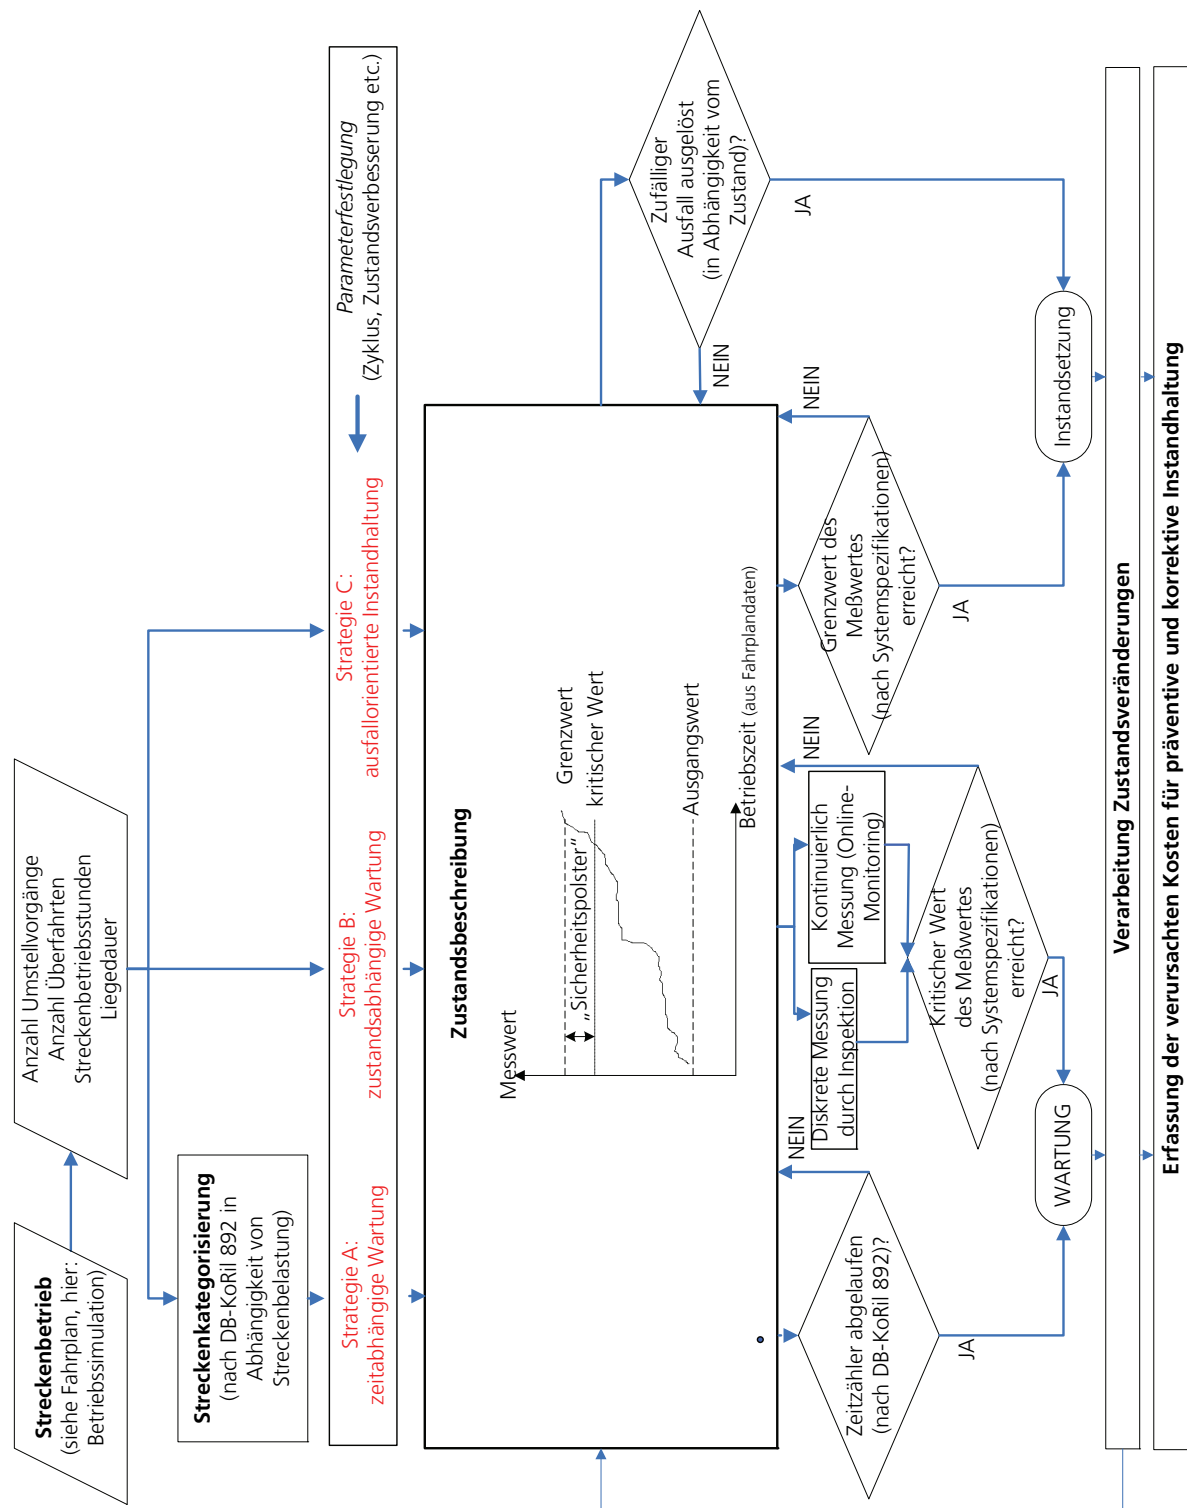 Streckenbetrieb
(siehe Fahrplan, hier:
Betriebssimulation)
Anzahl Umstellvorgänge
Anzahl Überfahrten
Streckenbetriebsstunden
Liegedauer
Streckenkategorisierung
(nach DB-KoRil 892 in
Abhängigkeit von
Streckenbelastung)
Strategie A:
zeitabhängige Wartung
Strategie B:
zustandsabhängige Wartung
Strategie C:
ausfallorientierte Instandhaltung
Parameterfestlegung
(Zyklus, Zustandsverbesserung etc.)
Zustandsbeschreibung
Messwert
„Sicherheitspolster“
Grenzwert
kritischer Wert
Ausgangswert
Betriebszeit (aus Fahrplandaten)
Zufälliger
Ausfall ausgelöst
(in Abhängigkeit vom
Zustand)?
NEIN
JA
Zeitzähler abgelaufen
(nach DB-KoRil 892)?
NEIN
JA
Diskrete Messung
durch Inspektion
Kontinuierlich
Messung (Online-
Monitoring)
Kritischer Wert
des Meßwertes
(nach Systemspezifikationen)
erreicht?
NEIN
JA
Grenzwert des
Meßwertes
(nach Systemspezifikationen)
erreicht?
NEIN
JA
WARTUNG
Instandsetzung
Verarbeitung Zustandsveränderungen
Erfassung der verursachten Kosten für präventive und korrektive Instandhaltung